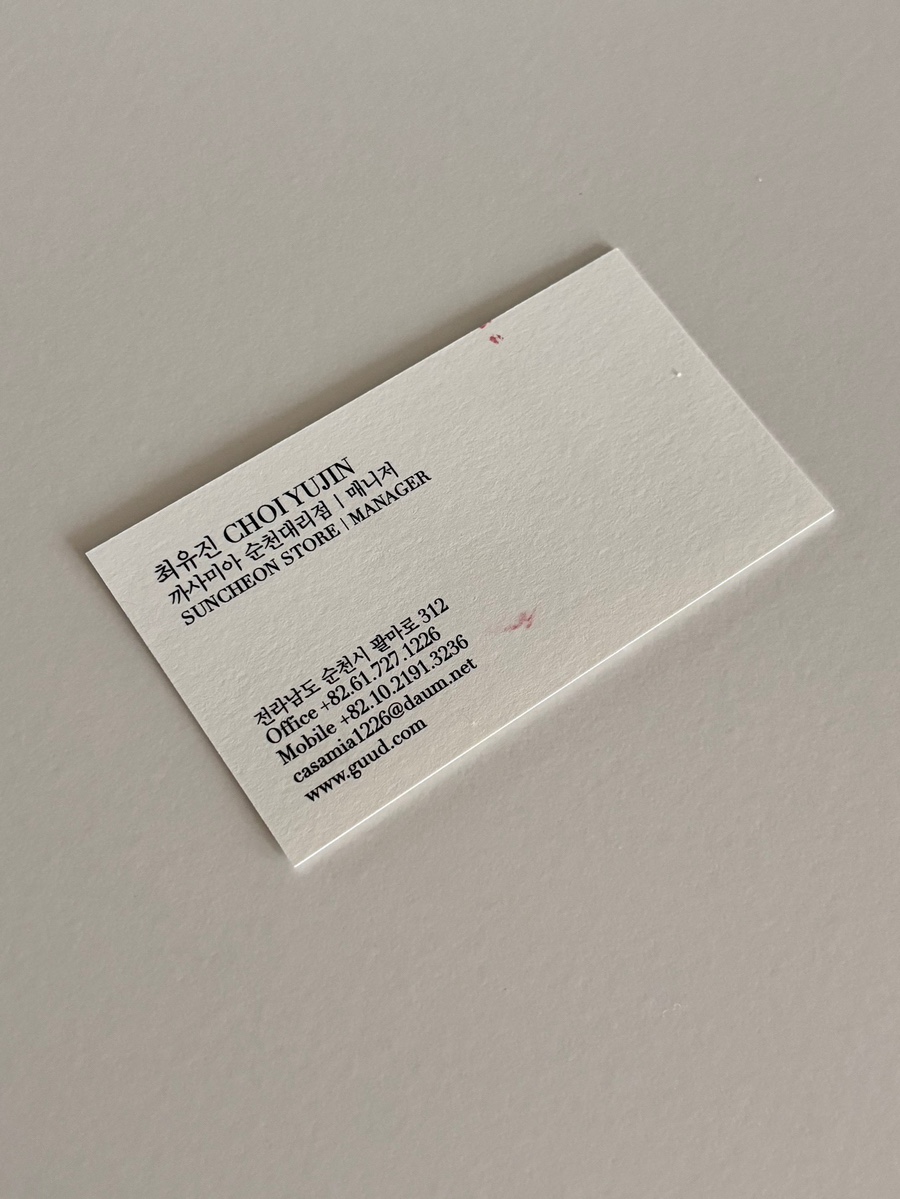 최유진 CHOI YUJIN
까사미아 순천대리점 | 매니저
SUNCHEON STORE | MANAGER
전라남도 순천시 팔마로 312
Office +82.61.727.1226
Mobile +82.10.2191.3236
casamia1226@daum.net
www.guud.com